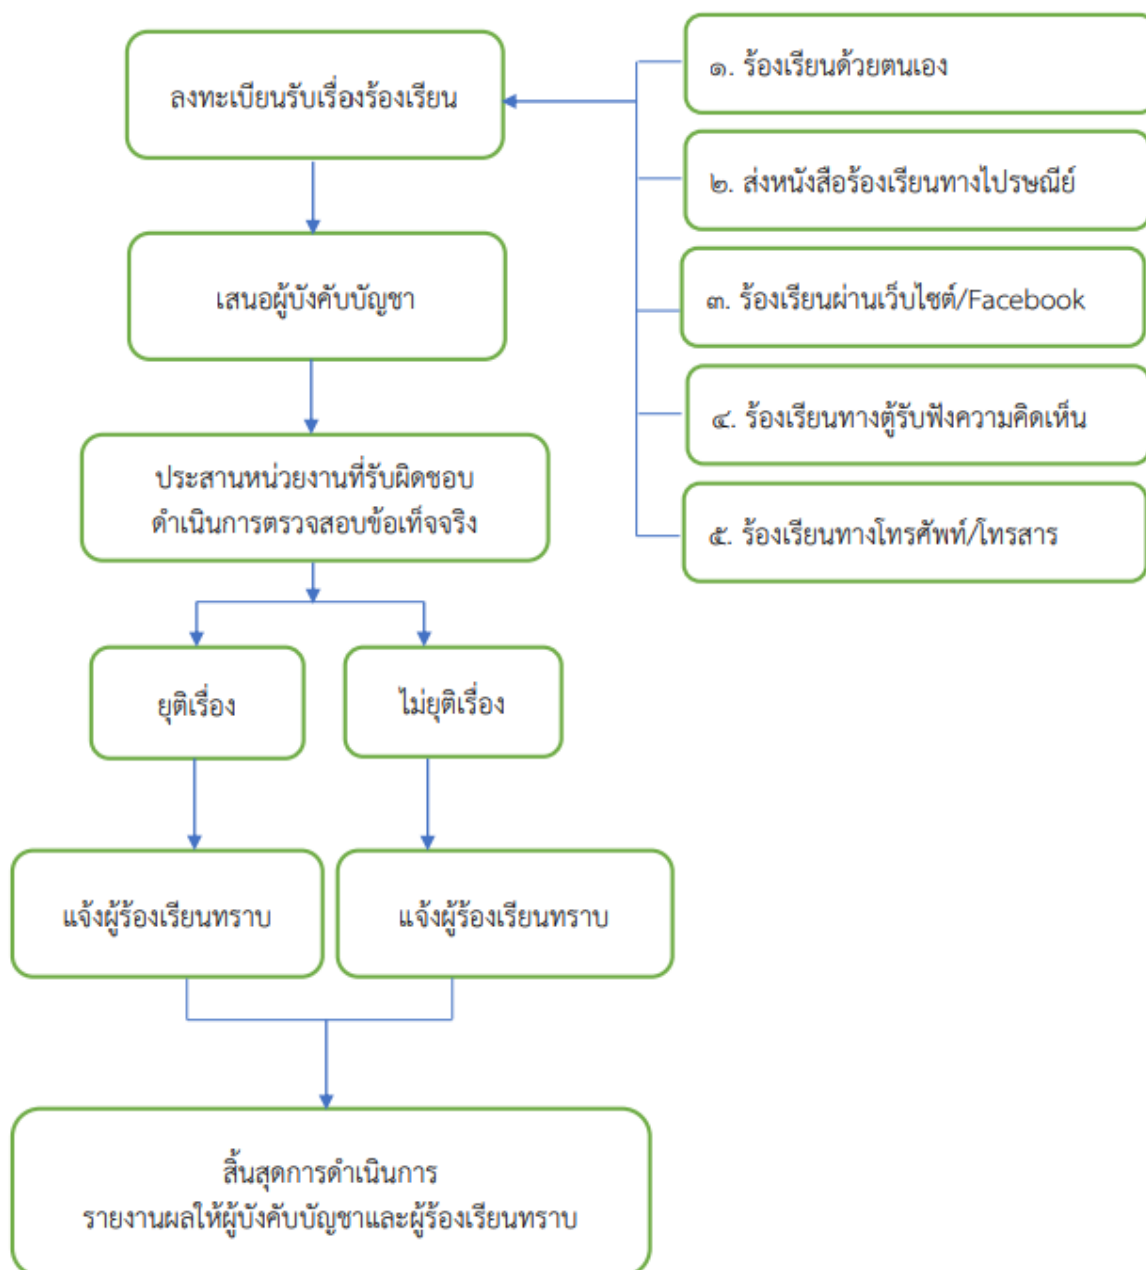 ลงทะเบียนรับเรื่องร้องเรียน
๑. ร้องเรียนด้วยตนเอง
๒. ส่งหนังสือร้องเรียนทางไปรษณีย์
๓. ร้องเรียนผ่านเว็บไซต์/Facebook
๔. ร้องเรียนทางตู้รับฟังความคิดเห็น
๕. ร้องเรียนทางโทรศัพท์/โทรสาร
เสนอผู้บังคับบัญชา
ประสานหน่วยงานที่รับผิดชอบ
ดำเนินการตรวจสอบข้อเท็จจริง
ยุติเรื่อง
ไม่ยุติเรื่อง
แจ้งผู้ร้องเรียนทราบ
แจ้งผู้ร้องเรียนทราบ
สิ้นสุดการดำเนินการ
รายงานผลให้ผู้บังคับบัญชาและผู้ร้องเรียนทราบ